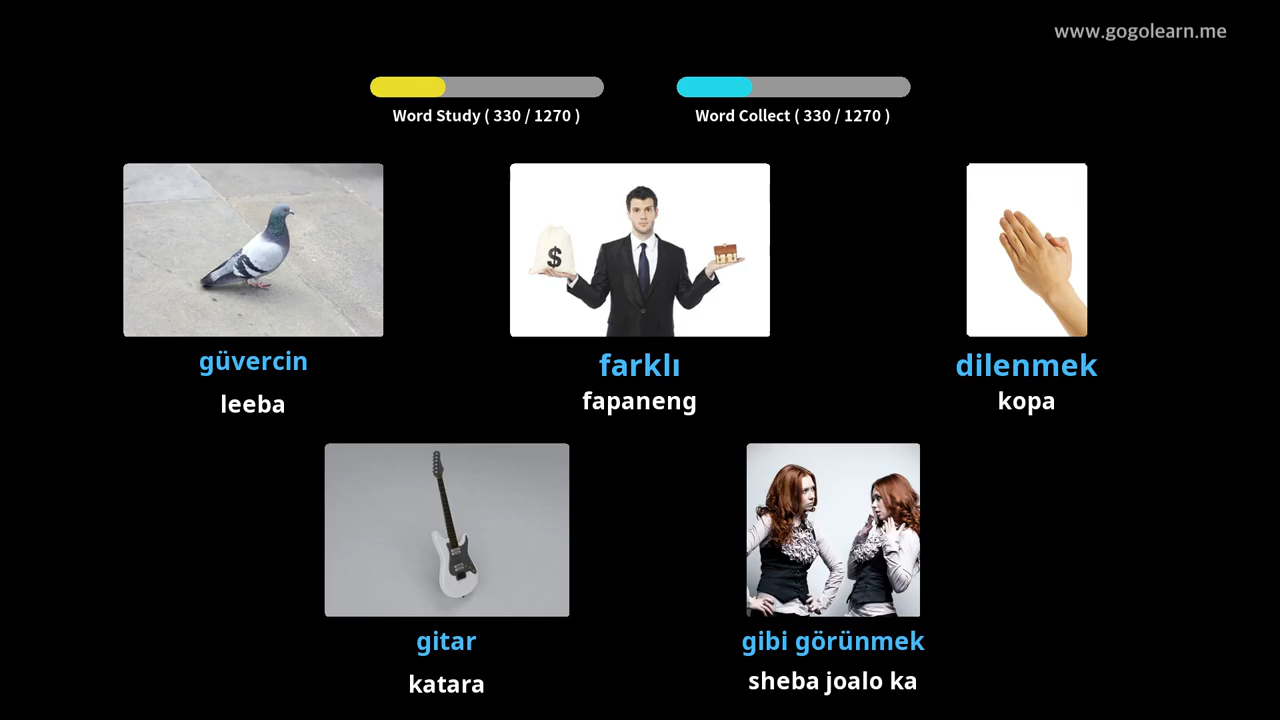 www.gogolearn.me
Word Study ( 330 / 1270 )
Word Collect ( 330 / 1270 )
$
güvercin
farklı
dilenmek
leeba
fapaneng
kopa
gitar
gibi görünmek
katara
sheba joalo ka